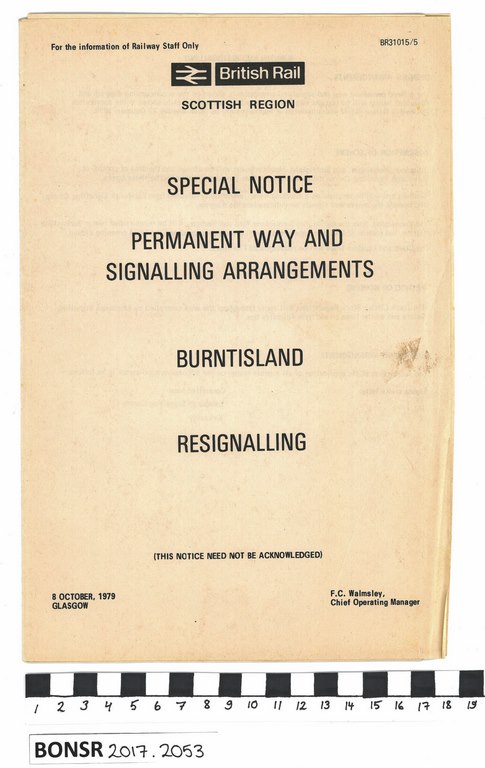 For the information of Railway Staff Only
BR31015/5
British Rail
SCOTTISH REGION
SPECIAL NOTICE
PERMANENT WAY AND
SIGNALLING ARRANGEMENTS
BURNTISLAND
RESIGNALLING
(THIS NOTICE NEED NOT BE ACKNOWLEDGED)
8 OCTOBER, 1979
GLASGOW
F.C. Walmsley,
Chief Operating Manager
1 2 3 4 5 6 7 8 9 10 11 12 13 14 15 16 17 18 19
BONSR 2017.2053